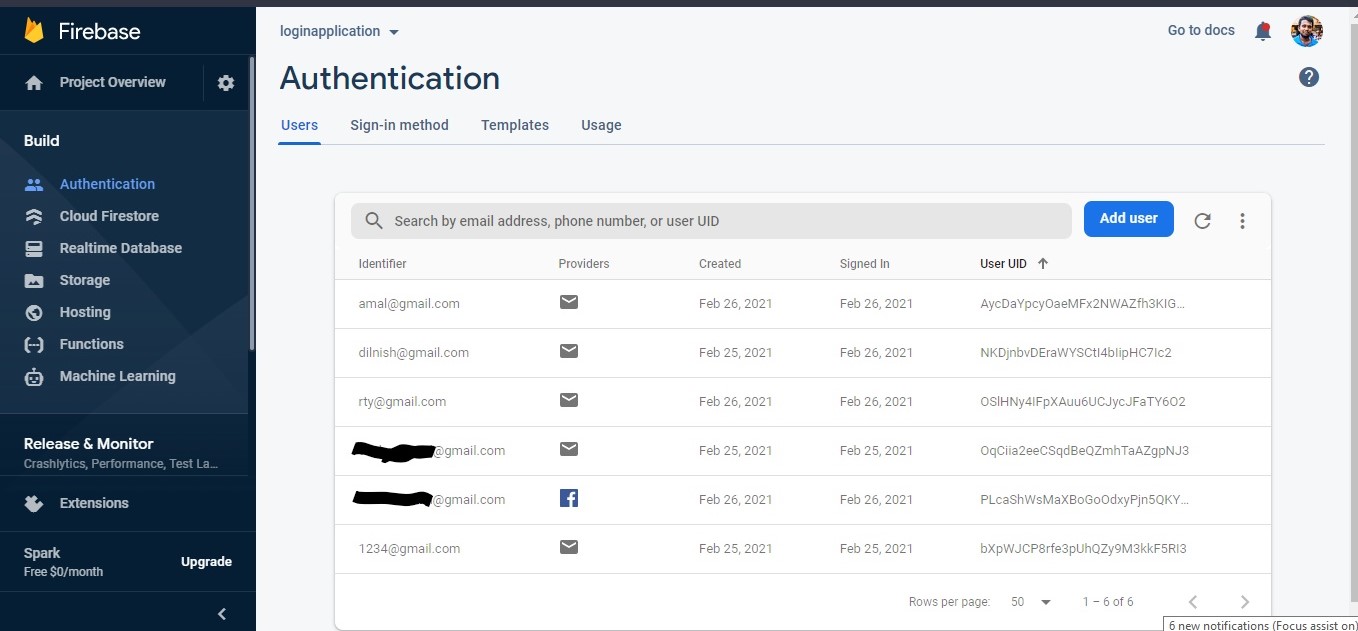 Firebase
Project Overview
Build
Authentication
Cloud Firestore
Realtime Database
Storage
Hosting
Functions
Machine Learning
Release & Monitor
Crashlytics, Performance, Test La...
Extensions
Spark
Free $0/month
Upgrade
loginapplication
Go to docs
Authentication
Users Sign-in method Templates Usage
Search by email address, phone number, or user UID
Add user
Identifier Providers Created Signed In User UID
amal@gmail.com Feb 26, 2021 Feb 26, 2021 AycDaYpcyOaeMFx2NWAZfh3KIG...
dilnish@gmail.com Feb 25, 2021 Feb 26, 2021 NKDjnbvDEraWYSCtI4bIipHC7Ic2
rty@gmail.com Feb 26, 2021 Feb 26, 2021 OSlHNy4IFpXAuu6UCJycJFaTY6O2
@gmail.com Feb 25, 2021 Feb 25, 2021 OqCiia2eeCSqdBeQZmhTaAZgpNJ3
@gmail.com Feb 26, 2021 Feb 26, 2021 PLcaShWsMaXBoGoOdxyPjn5QKY...
1234@gmail.com Feb 25, 2021 Feb 25, 2021 bXpWJCP8rfe3pUhQZy9M3kkF5RI3
Rows per page: 50 1 – 6 of 6
6 new notifications (Focus assist on)